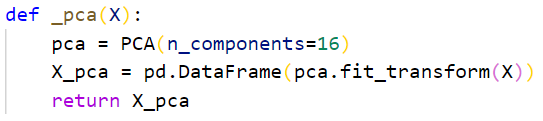 def _pca(X):
    pca = PCA(n_components=16)
    X_pca = pd.DataFrame(pca.fit_transform(X))
    return X_pca